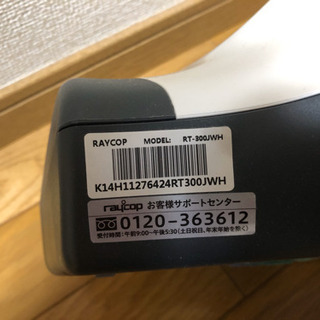 RAYCOP MODEL: RT-300JWH
K14H11276424RT300JWH
raycop お客様サポートセンター
0120-363612
受付時間/午前9:00~午後5:30(土日祝日、年末年始を除く)